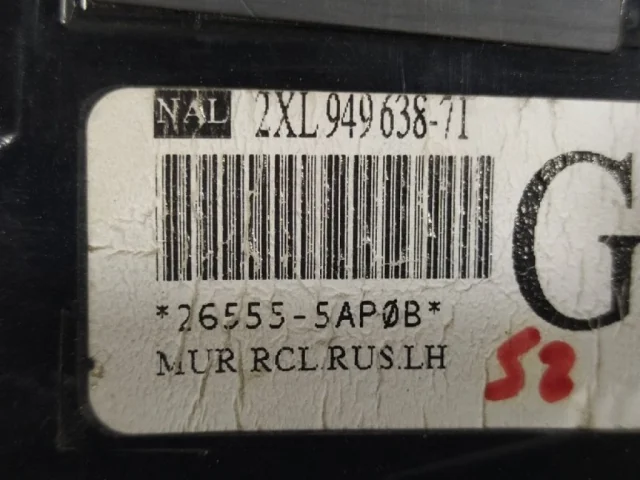 NAL 2XL 949 638-71
G
*26555-5APØB*
MUR RCL.RUS.LH
52